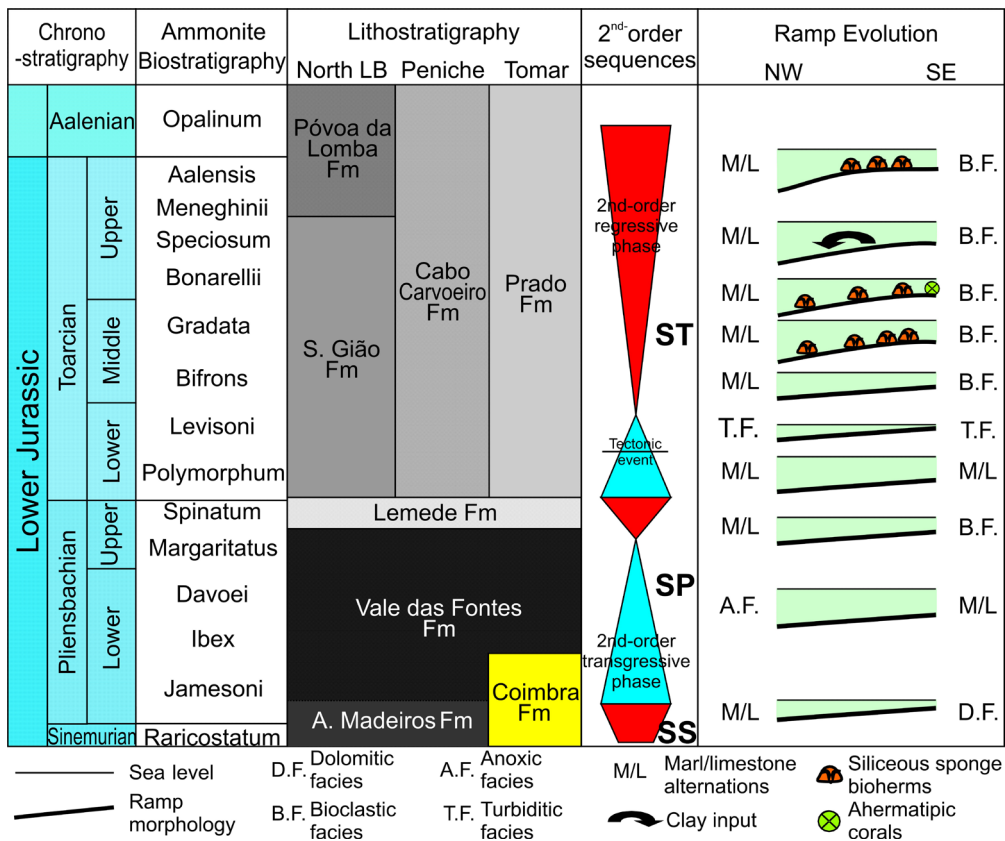 Chrono
-stratigraphy
Ammonite
Biostratigraphy
Lithostratigraphy
North LB
Peniche
Tomar
2nd-order
sequences
Ramp Evolution
NW
SE
Lower Jurassic
Aalenian
Toarcian
Upper
Middle
Lower
Pliensbachian
Upper
Lower
Sinemurian
Opalinum
Aalensis
Meneghinii
Speciosum
Bonarellii
Gradata
Bifrons
Levisoni
Polymorphum
Spinatum
Margaritatus
Davoei
Ibex
Jamesoni
Raricostatum
Póvoa da
Lomba
Fm
S. Gião
Fm
Cabo
Carvoeiro
Fm
Prado
Fm
Lemede Fm
Vale das Fontes
Fm
Coimbra
Fm
A. Madeiros Fm
2nd-order
regressive
phase
ST
Tectonic
event
SP
2nd-order
transgressive
phase
SS
M/L B.F.
M/L B.F.
M/L B.F.
M/L B.F.
M/L B.F.
T.F. T.F.
M/L M/L
M/L B.F.
A.F. M/L
M/L D.F.
Sea level
Ramp
morphology
D.F. Dolomitic
facies
B.F. Bioclastic
facies
A.F. Anoxic
facies
T.F. Turbiditic
facies
M/L Marl/limestone
alternations
Clay input
Siliceous sponge
bioherms
Ahermatipic
corals